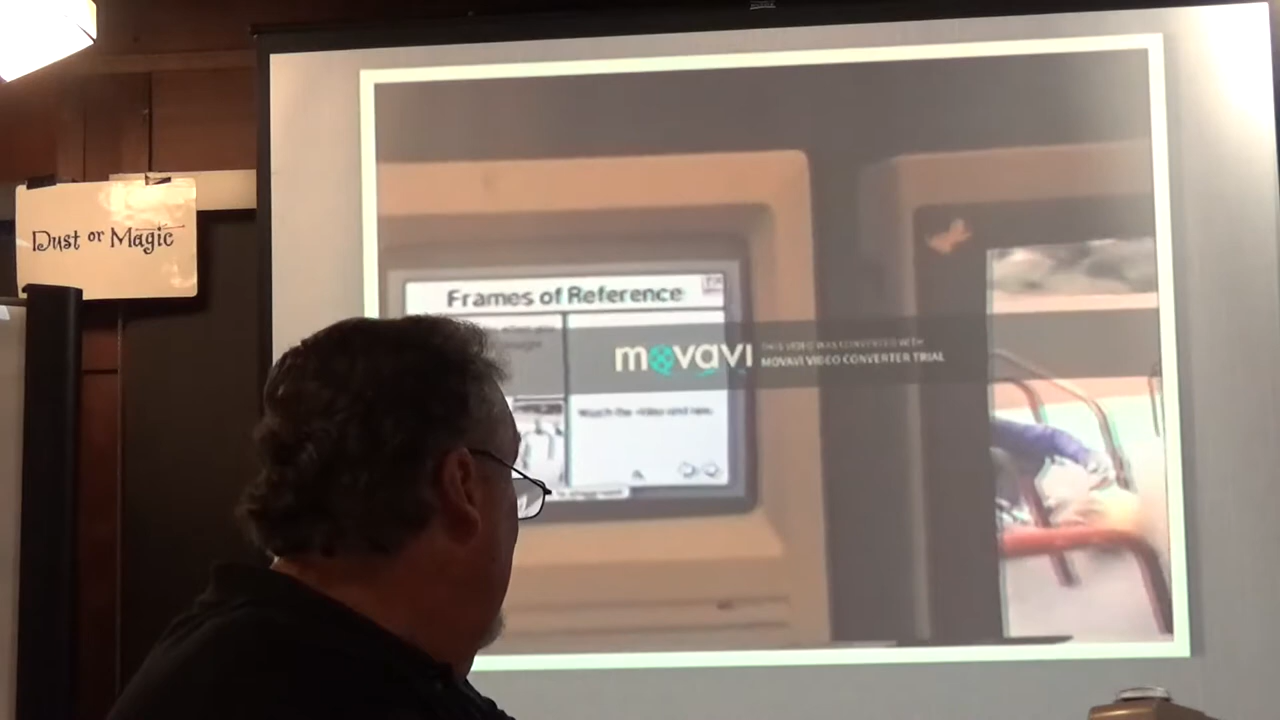 Dust or Magic
Frames of Reference
movavi
THIS VIDEO WAS CONVERTED WITH
MOVAVI VIDEO CONVERTER TRIAL
Watch the video and